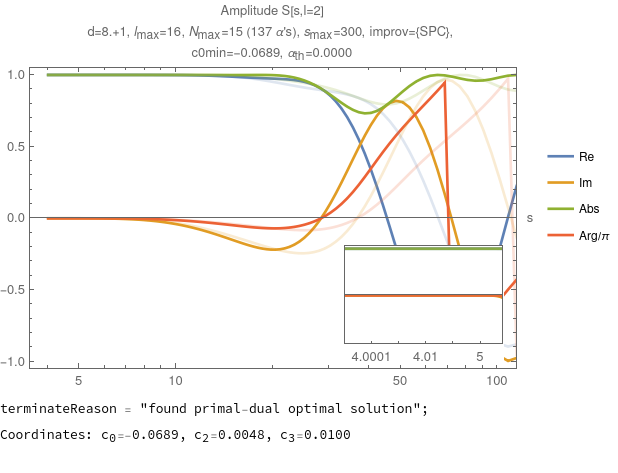 Amplitude S[s,l=2]
d=8.+1, lmax=16, Nmax=15 (137 α's), smax=300, improv={SPC},
c0min=-0.0689, αth=0.0000
1.0
0.5
0.0
-0.5
-1.0
s
Re
Im
Abs
Arg/π
4.0001 4.01 5
5 10 50 100
terminateReason = "found primal-dual optimal solution";
Coordinates: c0=-0.0689, c2=0.0048, c3=0.0100